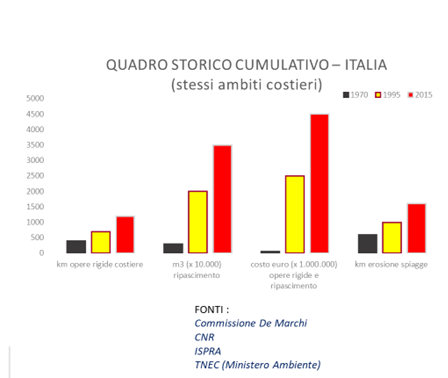 QUADRO STORICO CUMULATIVO – ITALIA
(stessi ambiti costieri)
1970 1995 2015
5000
4500
4000
3500
3000
2500
2000
1500
1000
500
0
km opere rigide costiere
m3 (x 10.000)
ripascimento
costo euro (x 1.000.000)
opere rigide e
ripascimento
km erosione spiagge
FONTI :
Commissione De Marchi
CNR
ISPRA
TNEC (Ministero Ambiente)